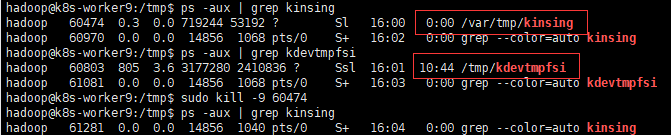 hadoop@k8s-worker9:/tmp$ ps -aux | grep kinsing
hadoop 60474 0.3 0.0 719244 53192 ? Sl 16:00 0:00 /var/tmp/kinsing
hadoop 60970 0.0 0.0 14856 1068 pts/0 S+ 16:02 0:00 grep --color=auto kinsing
hadoop@k8s-worker9:/tmp$ ps -aux | grep kdevtmpfsi
hadoop 60803 805 3.6 3177280 2410836 ? Ssl 16:01 10:44 /tmp/kdevtmpfsi
hadoop 61081 0.0 0.0 14856 1068 pts/0 S+ 16:03 0:00 grep --color=auto kdevtmpfsi
hadoop@k8s-worker9:/tmp$ sudo kill -9 60474
hadoop@k8s-worker9:/tmp$ ps -aux | grep kinsing
hadoop 61281 0.0 0.0 14856 1040 pts/0 S+ 16:04 0:00 grep --color=auto kinsing